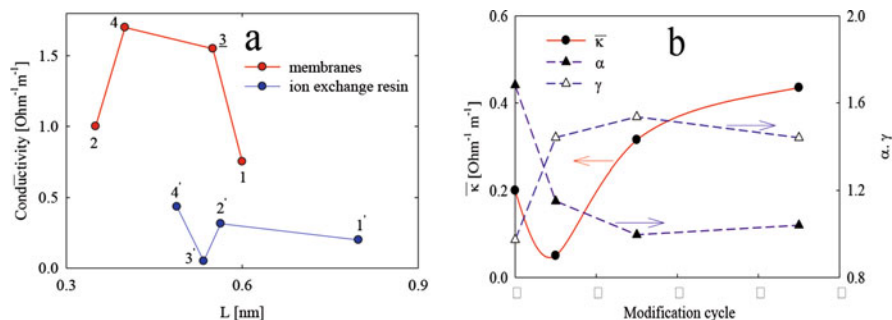 a
b
Conductivity [Ohm⁻¹m⁻¹]
1.5
1.0
0.5
0.0
0.3
0.6
0.9
L [nm]
4
3
2
1
4'
3'
2'
1'
membranes
ion exchange resin
κ̅ [Ohm⁻¹ m⁻¹]
0.6
0.4
0.2
0.0
κ̅
α
γ
2.0
1.6
1.2
0.8
α, γ
Modification cycle